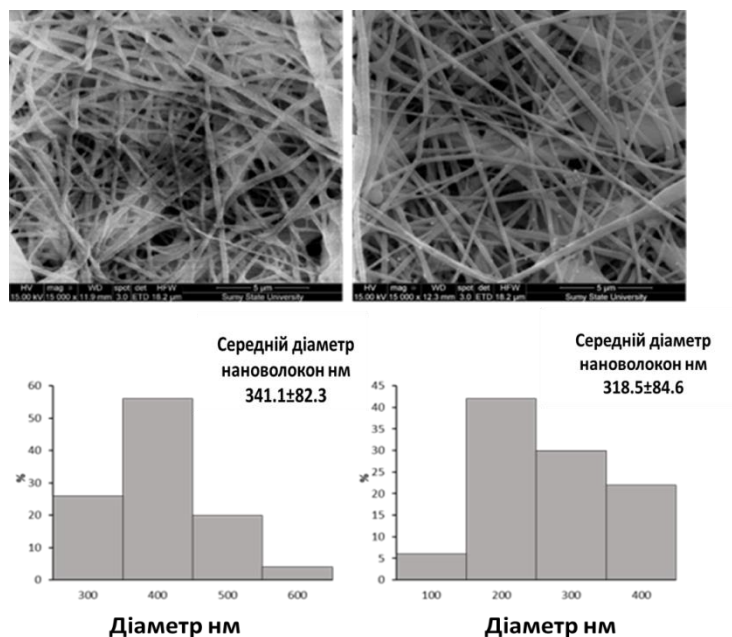 HV mag WD spot det HFW 5 µm
15.00 kV 15 000 x 11.9 mm 3.0 ETD 18.2 µm Sumy State University
HV mag WD spot det HFW 5 µm
15.00 kV 15 000 x 12.3 mm 3.0 ETD 18.2 µm Sumy State University
Середній діаметр
нановолокон нм
341.1±82.3
60
50
40
30
20
10
0
%
300 400 500 600
Діаметр нм
Середній діаметр
нановолокон нм
318.5±84.6
45
40
35
30
25
20
15
10
5
0
%
100 200 300 400
Діаметр нм